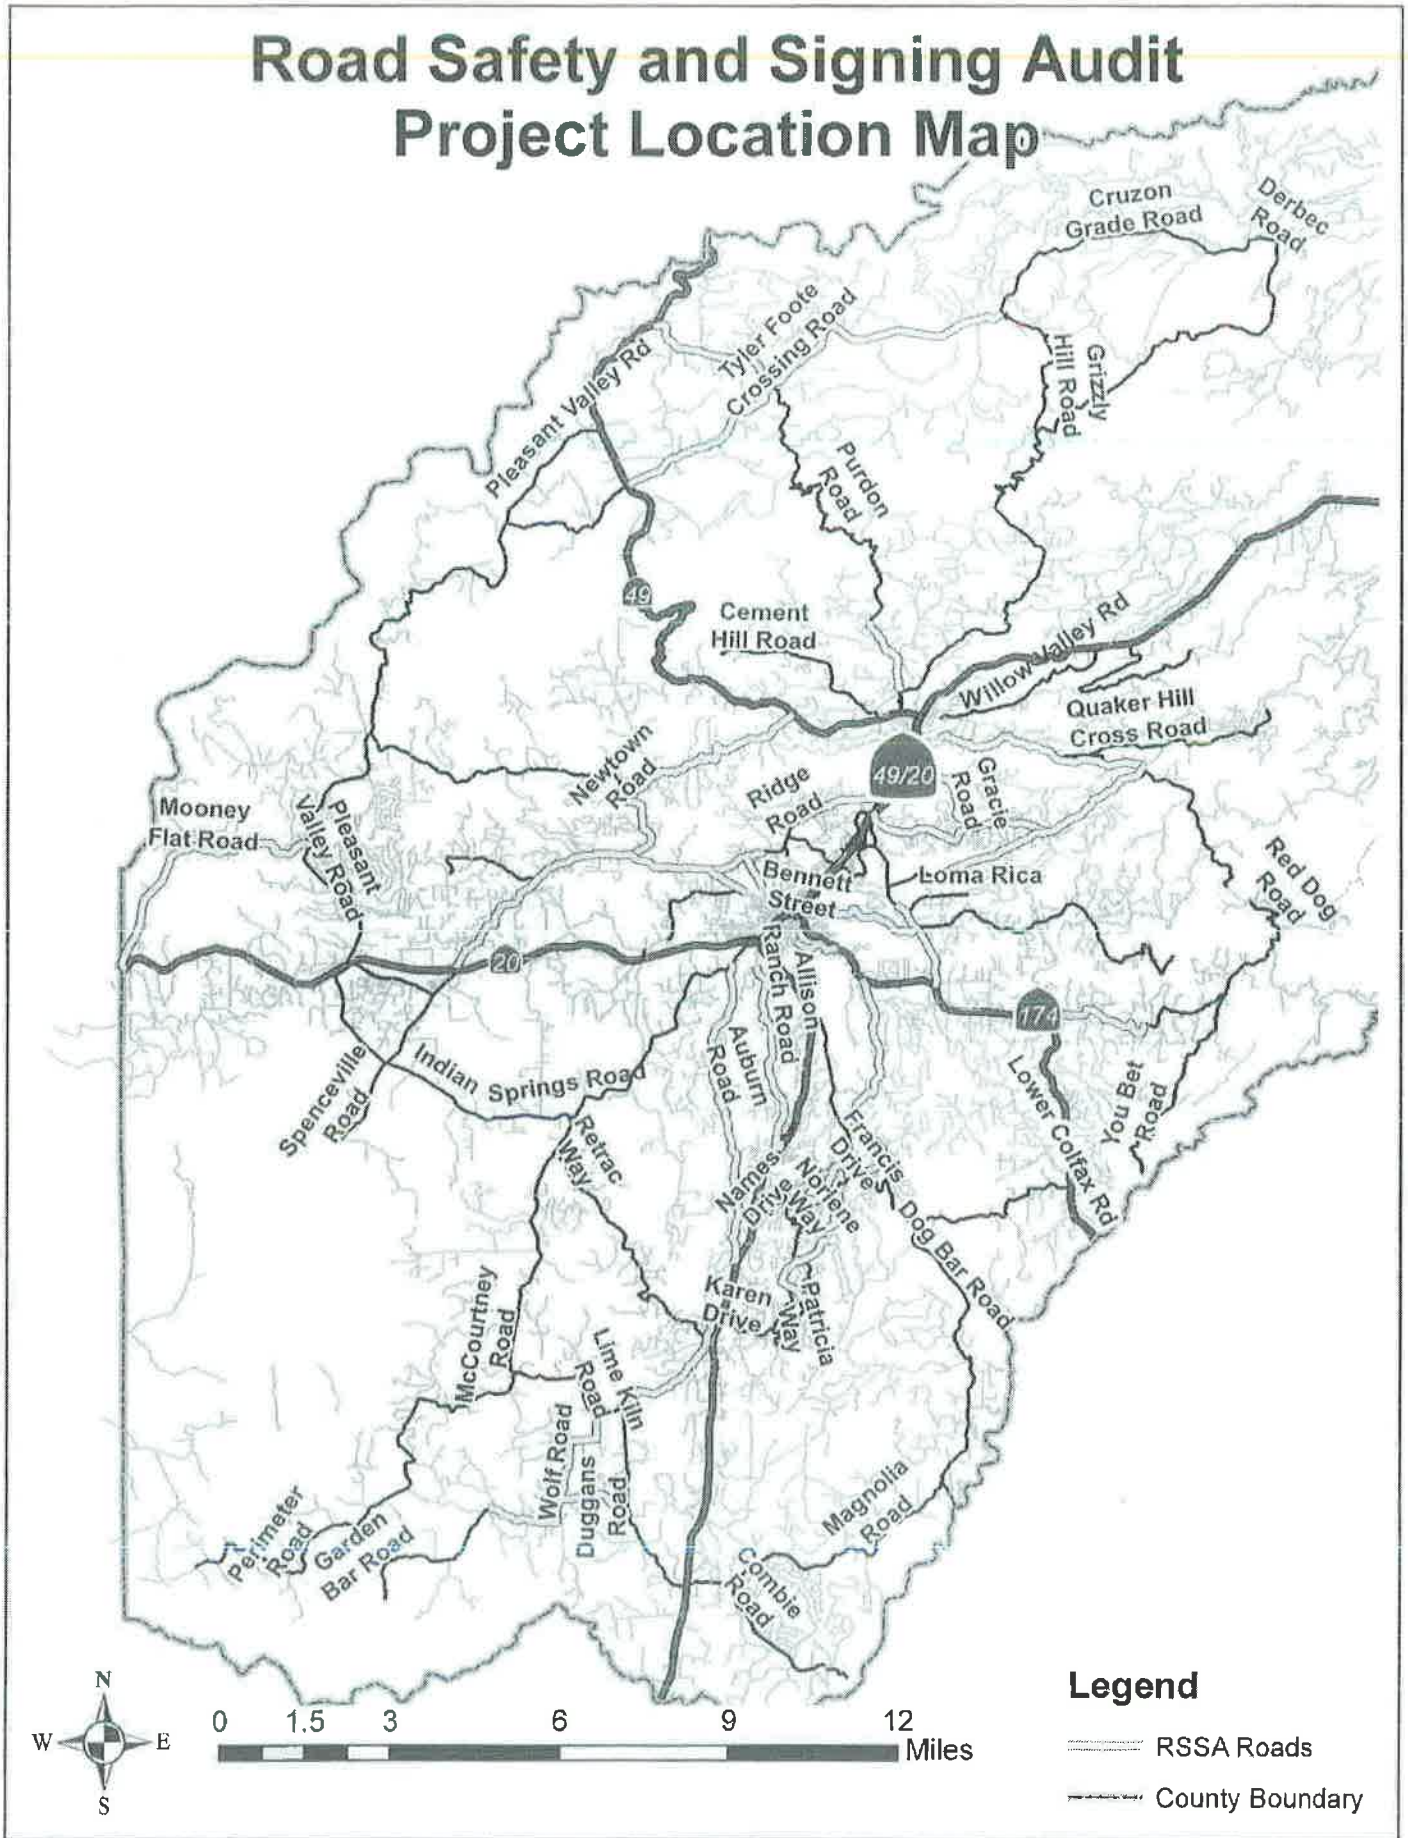 Road Safety and Signing Audit
Project Location Map
Cruzon
Grade Road
Derbec
Road
Tyler Foote
Crossing Road
Pleasant Valley Rd
Grizzly
Hill Road
Purdon
Road
49
Cement
Hill Road
Willow Valley Rd
Quaker Hill
Cross Road
Newtown
Road
49/20
Ridge
Road
Gracie
Road
Mooney
Flat Road
Pleasant
Valley Road
Bennett
Street
Loma Rica
Red Dog
Road
20
Allison
Ranch Road
174
Auburn
Road
Indian Springs Road
Spenceville
Road
Lower Colfax Rd
You Bet
Road
Retrac
Way
Francis
Drive
Names
Drive
Norlene
Way
Dog Bar Road
Karen
Drive
Patricia
Way
McCourtney
Road
Lime Kiln
Road
Wolf Road
Duggans
Road
Magnolia
Road
Perimeter
Road
Garden
Bar Road
Combie
Road
N
W E
S
0 1.5 3 6 9 12
Miles
Legend
RSSA Roads
County Boundary